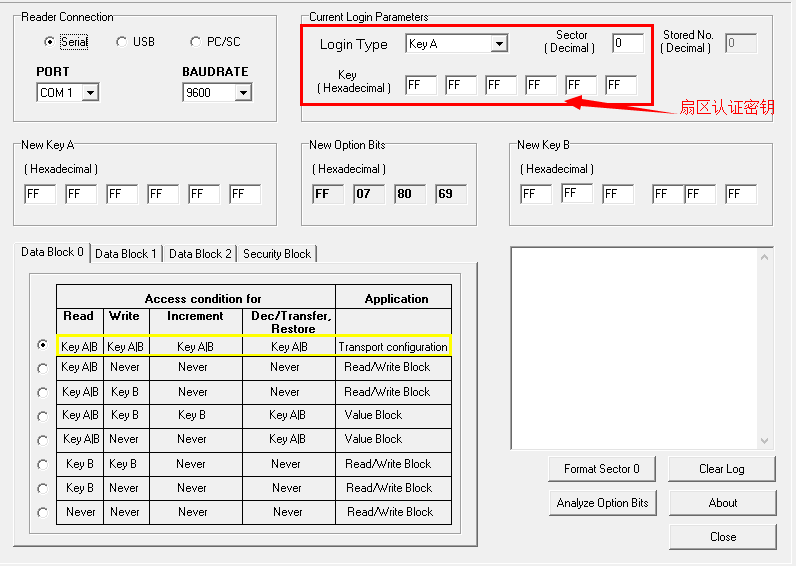 Reader Connection
Serial USB PC/SC
PORT BAUDRATE
COM 1 9600
Current Login Parameters
Login Type Key A Sector 0 Stored No. 0
( Decimal ) ( Decimal )
Key
( Hexadecimal ) FF FF FF FF FF FF
扇区认证密钥
New Key A
( Hexadecimal )
FF FF FF FF FF FF
New Option Bits
( Hexadecimal )
FF 07 80 69
New Key B
( Hexadecimal )
FF FF FF FF FF FF
Data Block 0 Data Block 1 Data Block 2 Security Block
Access condition for Application
Read Write Increment Dec/Transfer,
Restore
Key A|B Key A|B Key A|B Key A|B Transport configuration
Key A|B Never Never Never Read/Write Block
Key A|B Key B Never Never Read/Write Block
Key A|B Key B Key B Key A|B Value Block
Key A|B Never Never Key A|B Value Block
Key B Key B Never Never Read/Write Block
Key B Never Never Never Read/Write Block
Never Never Never Never Read/Write Block
Format Sector 0 Clear Log
Analyze Option Bits About
Close